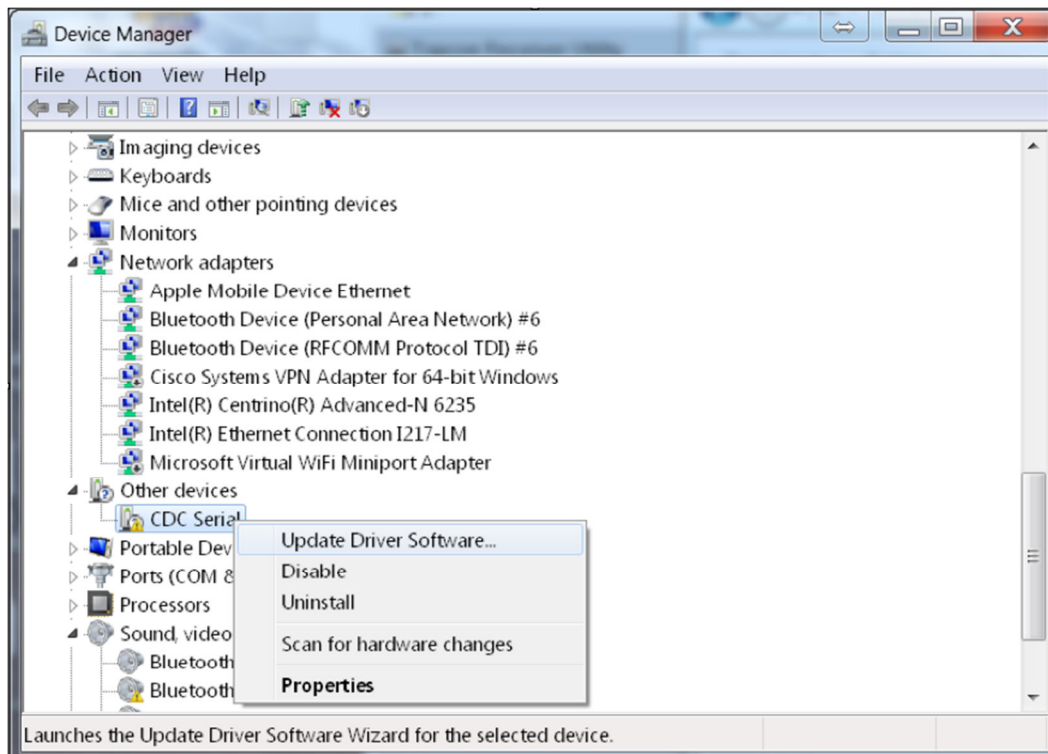 Device Manager
File Action View Help
Imaging devices
Keyboards
Mice and other pointing devices
Monitors
Network adapters
Apple Mobile Device Ethernet
Bluetooth Device (Personal Area Network) #6
Bluetooth Device (RFCOMM Protocol TDI) #6
Cisco Systems VPN Adapter for 64-bit Windows
Intel(R) Centrino(R) Advanced-N 6235
Intel(R) Ethernet Connection I217-LM
Microsoft Virtual WiFi Miniport Adapter
Other devices
CDC Serial
Update Driver Software...
Portable Dev
Disable
Ports (COM &
Uninstall
Processors
Sound, video
Scan for hardware changes
Bluetooth
Properties
Bluetooth
Launches the Update Driver Software Wizard for the selected device.